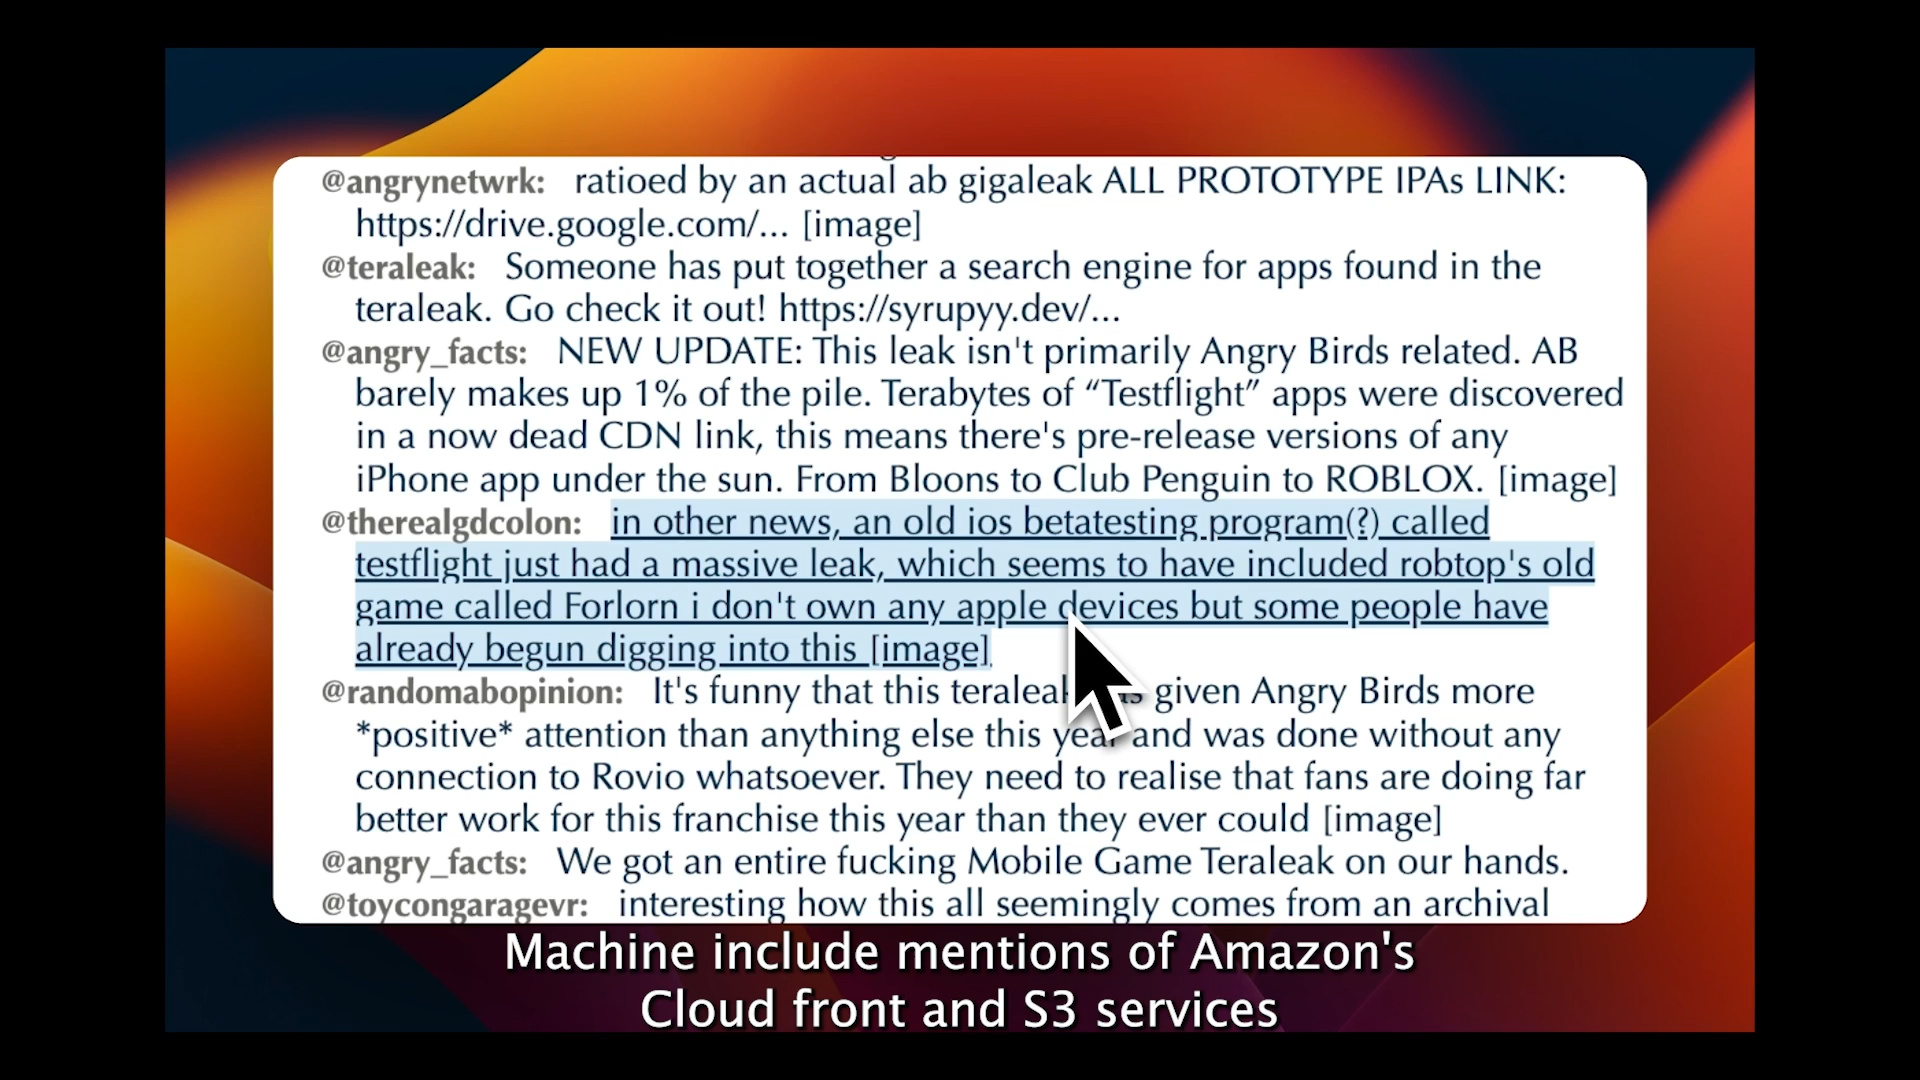 @angrynetwrk: ratioed by an actual ab gigaleak ALL PROTOTYPE IPAs LINK:
https://drive.google.com/... [image]
@teraleak: Someone has put together a search engine for apps found in the
teraleak. Go check it out! https://syrupyy.dev/...
@angry_facts: NEW UPDATE: This leak isn't primarily Angry Birds related. AB
barely makes up 1% of the pile. Terabytes of “Testflight” apps were discovered
in a now dead CDN link, this means there's pre-release versions of any
iPhone app under the sun. From Bloons to Club Penguin to ROBLOX. [image]
@therealgdcolon: in other news, an old ios betatesting program(?) called
testflight just had a massive leak, which seems to have included robtop's old
game called Forlorn i don't own any apple devices but some people have
already begun digging into this [image]
@randomabopinion: It's funny that this teraleak given Angry Birds more
*positive* attention than anything else this year and was done without any
connection to Rovio whatsoever. They need to realise that fans are doing far
better work for this franchise this year than they ever could [image]
@angry_facts: We got an entire fucking Mobile Game Teraleak on our hands.
@toycongaragevr: interesting how this all seemingly comes from an archival
Machine include mentions of Amazon's
Cloud front and S3 services